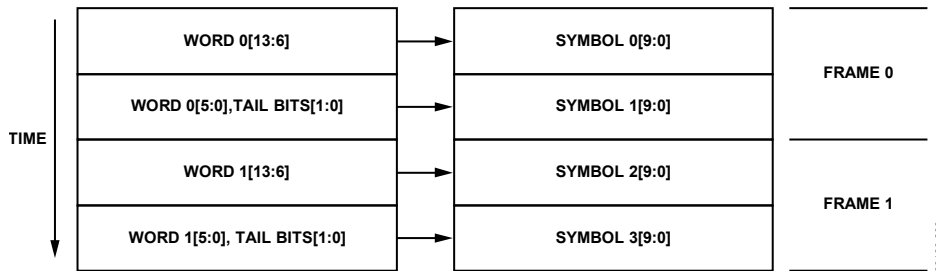 WORD 0[13:6]
SYMBOL 0[9:0]
FRAME 0
WORD 0[5:0],TAIL BITS[1:0]
SYMBOL 1[9:0]
TIME
WORD 1[13:6]
SYMBOL 2[9:0]
FRAME 1
WORD 1[5:0], TAIL BITS[1:0]
SYMBOL 3[9:0]